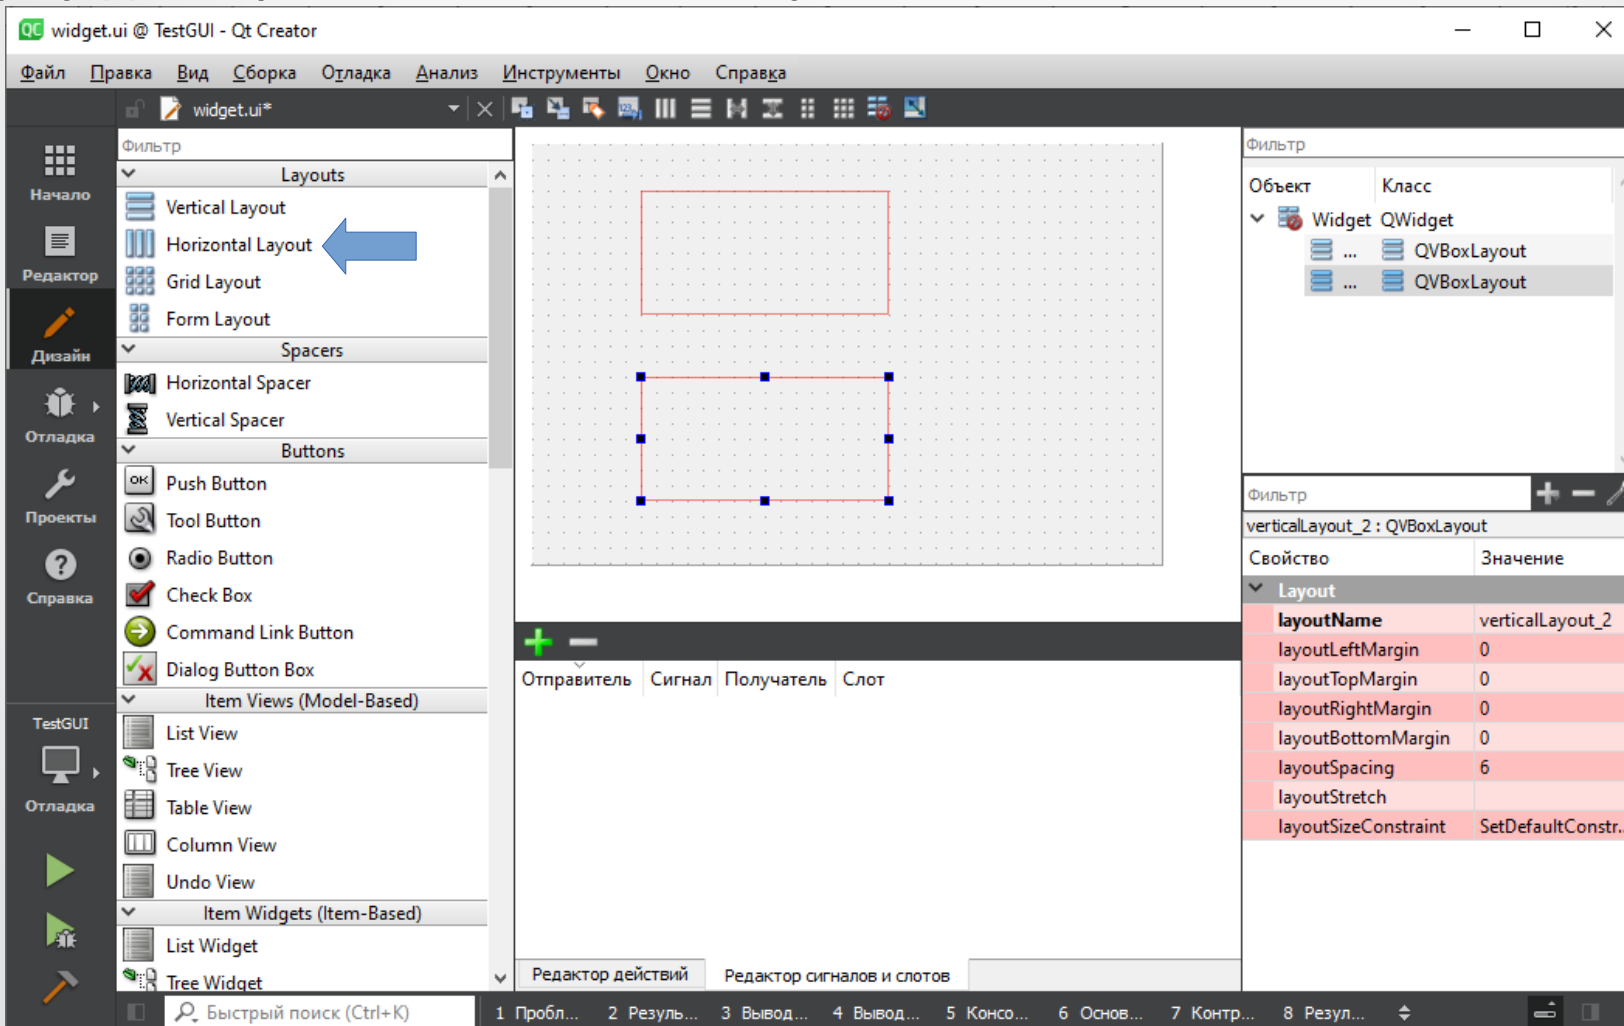 widget.ui @ TestGUI - Qt Creator
Файл Правка Вид Сборка Отладка Анализ Инструменты Окно Справка
widget.ui*
Начало
Редактор
Дизайн
Отладка
Проекты
Справка
TestGUI
Отладка
Фильтр
Layouts
Vertical Layout
Horizontal Layout
Grid Layout
Form Layout
Spacers
Horizontal Spacer
Vertical Spacer
Buttons
OK Push Button
Tool Button
Radio Button
Check Box
Command Link Button
Dialog Button Box
Item Views (Model-Based)
List View
Tree View
Table View
Column View
Undo View
Item Widgets (Item-Based)
List Widget
Tree Widget
Отправитель Сигнал Получатель Слот
Редактор действий Редактор сигналов и слотов
Фильтр
Объект Класс
Widget QWidget
... QVBoxLayout
... QVBoxLayout
Фильтр
verticalLayout_2 : QVBoxLayout
Свойство Значение
Layout
layoutName verticalLayout_2
layoutLeftMargin 0
layoutTopMargin 0
layoutRightMargin 0
layoutBottomMargin 0
layoutSpacing 6
layoutStretch
layoutSizeConstraint SetDefaultConstr..
Быстрый поиск (Ctrl+K) 1 Пробл... 2 Резуль... 3 Вывод... 4 Вывод... 5 Консо... 6 Основ... 7 Контр... 8 Резул...